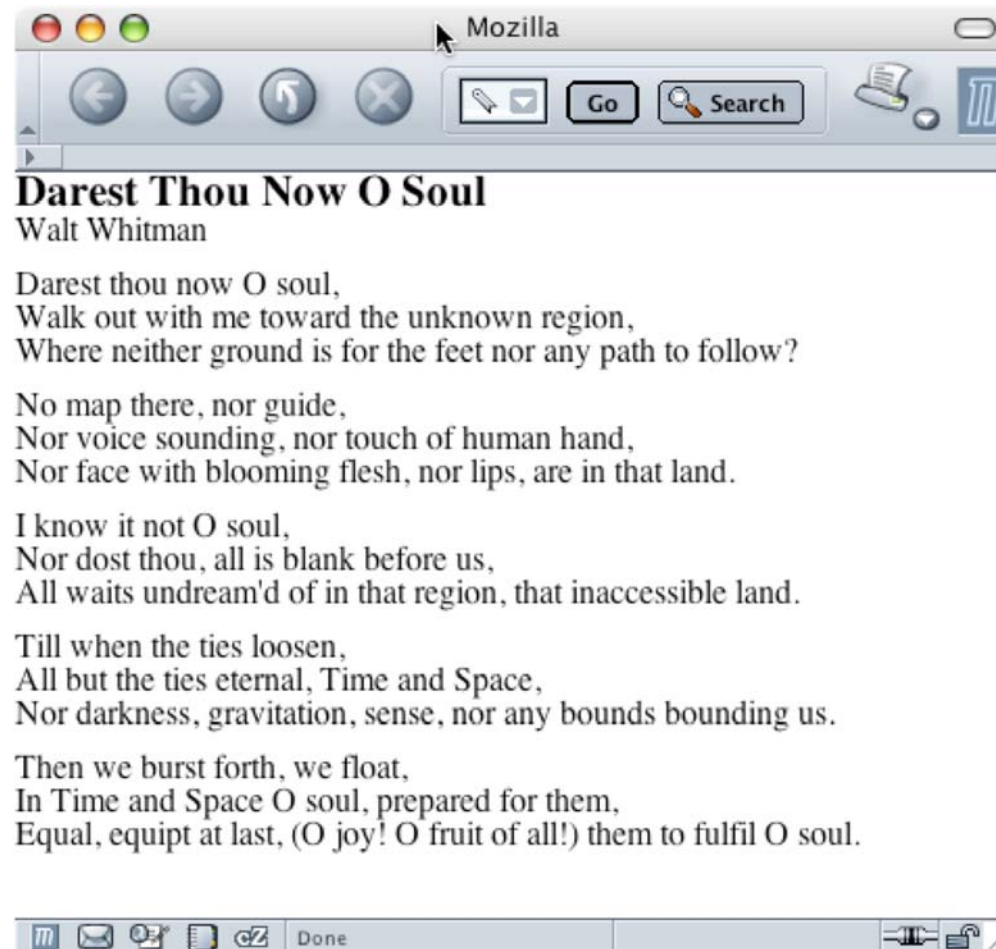 Mozilla
Go
Search
Darest Thou Now O Soul
Walt Whitman
Darest thou now O soul,
Walk out with me toward the unknown region,
Where neither ground is for the feet nor any path to follow?
No map there, nor guide,
Nor voice sounding, nor touch of human hand,
Nor face with blooming flesh, nor lips, are in that land.
I know it not O soul,
Nor dost thou, all is blank before us,
All waits undream'd of in that region, that inaccessible land.
Till when the ties loosen,
All but the ties eternal, Time and Space,
Nor darkness, gravitation, sense, nor any bounds bounding us.
Then we burst forth, we float,
In Time and Space O soul, prepared for them,
Equal, equipt at last, (O joy! O fruit of all!) them to fulfil O soul.
cZ Done